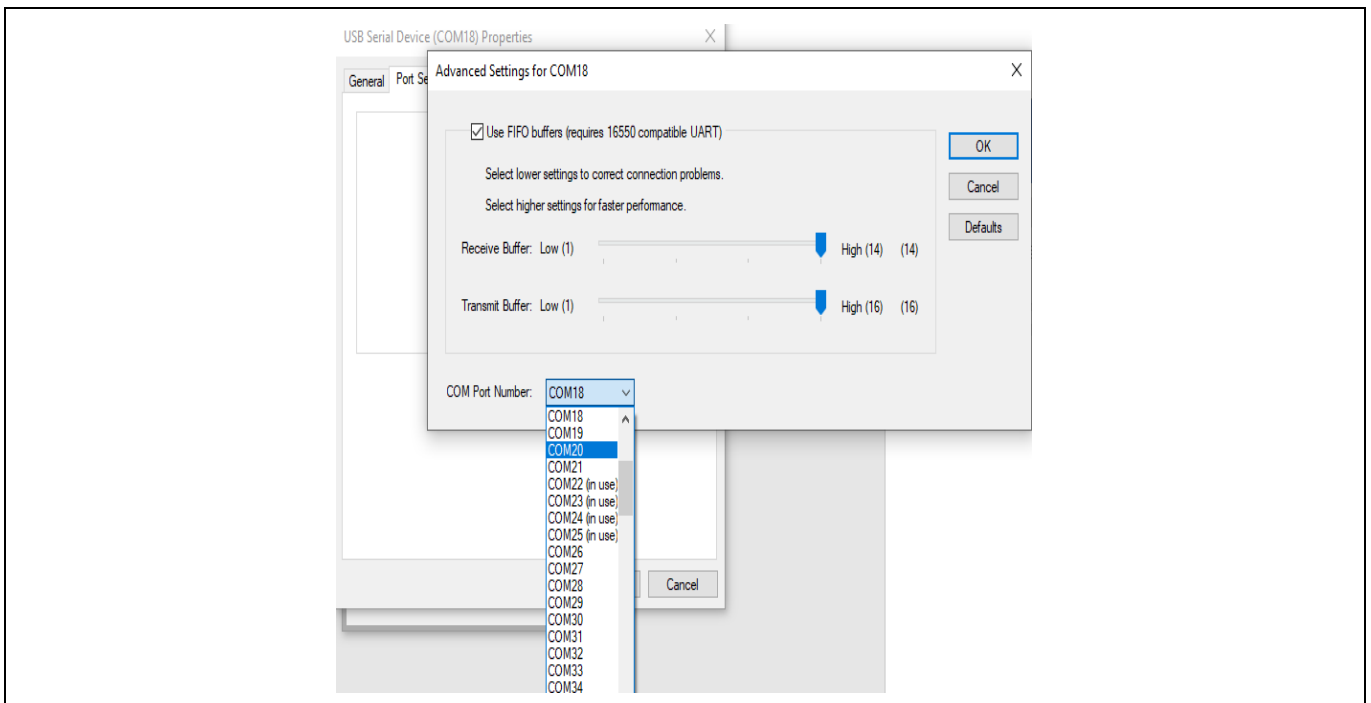 USB Serial Device (COM18) Properties
General Port Se
Advanced Settings for COM18
Use FIFO buffers (requires 16550 compatible UART)
Select lower settings to correct connection problems.
Select higher settings for faster performance.
Receive Buffer: Low (1) High (14) (14)
Transmit Buffer: Low (1) High (16) (16)
OK
Cancel
Defaults
COM Port Number: COM18
COM18
COM19
COM20
COM21
COM22 (in use)
COM23 (in use)
COM24 (in use)
COM25 (in use)
COM26
COM27
COM28
COM29
COM30
COM31
COM32
COM33
COM34
Cancel